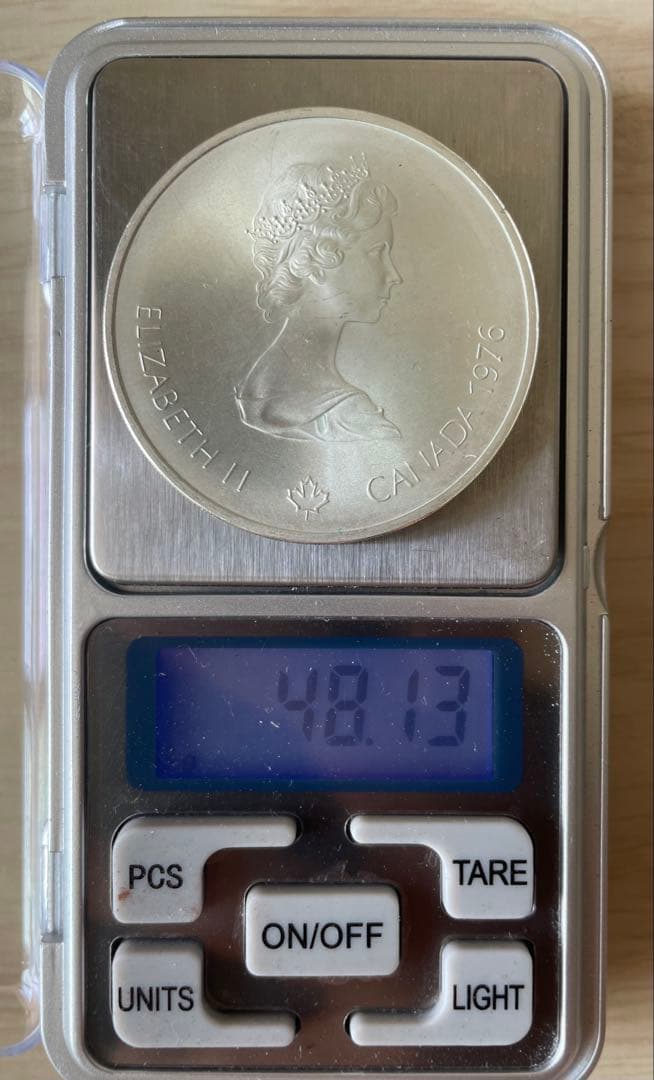 ELIZABETH II
CANADA 1976
48.13
PCS
TARE
ON/OFF
UNITS
LIGHT